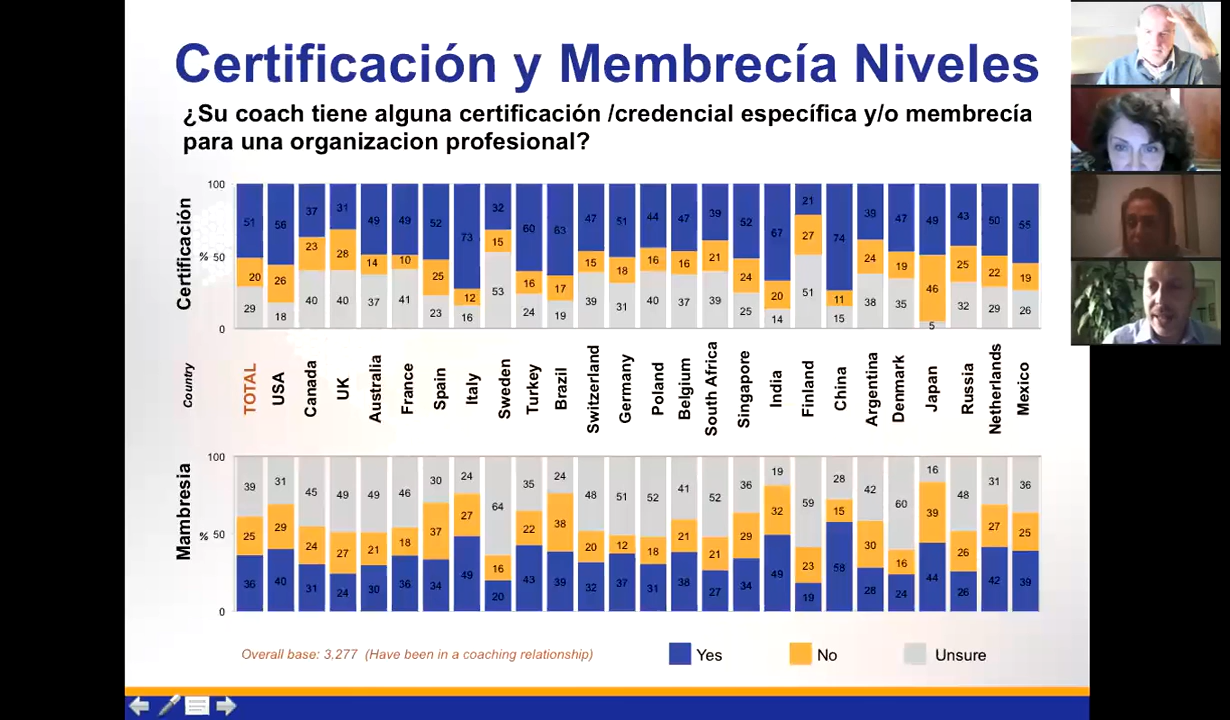 Certificación y Membrecía Niveles
¿Su coach tiene alguna certificación /credencial específica y/o membrecía
para una organizacion profesional?
Certificación
%
100
50
0
51 56 37 31 49 49 52 73 32 60 63 47 51 44 47 39 52 67 21 74 39 47 49 43 50 55
20 26 23 28 14 10 25 12 15 16 17 15 18 16 16 21 24 20 27 11 24 19 46 25 22 19
29 18 40 40 37 41 23 16 53 24 19 39 31 40 37 39 25 14 51 15 38 35 5 32 29 26
Country
TOTAL USA Canada UK Australia France Spain Italy Sweden Turkey Brazil Switzerland Germany Poland Belgium South Africa Singapore India Finland China Argentina Denmark Japan Russia Netherlands Mexico
Mambresia
%
100
50
0
39 31 45 49 49 46 30 24 64 35 24 48 51 52 41 52 36 19 59 28 42 60 16 48 31 36
25 29 24 27 21 18 37 27 16 22 38 20 12 18 21 21 29 32 23 15 30 16 39 26 27 25
36 40 31 24 30 36 34 49 20 43 39 32 37 31 38 27 34 49 19 58 28 24 44 26 42 39
Overall base: 3.277 (Have been in a coaching relationship)
Yes No Unsure